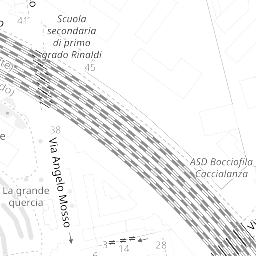 41
Scuola
secondaria
di primo
grado Rinaldi
45
38
Via Angelo Mosso
ASD Bocciofila
Caccialanza
La grande
quercia
3
14
28
6